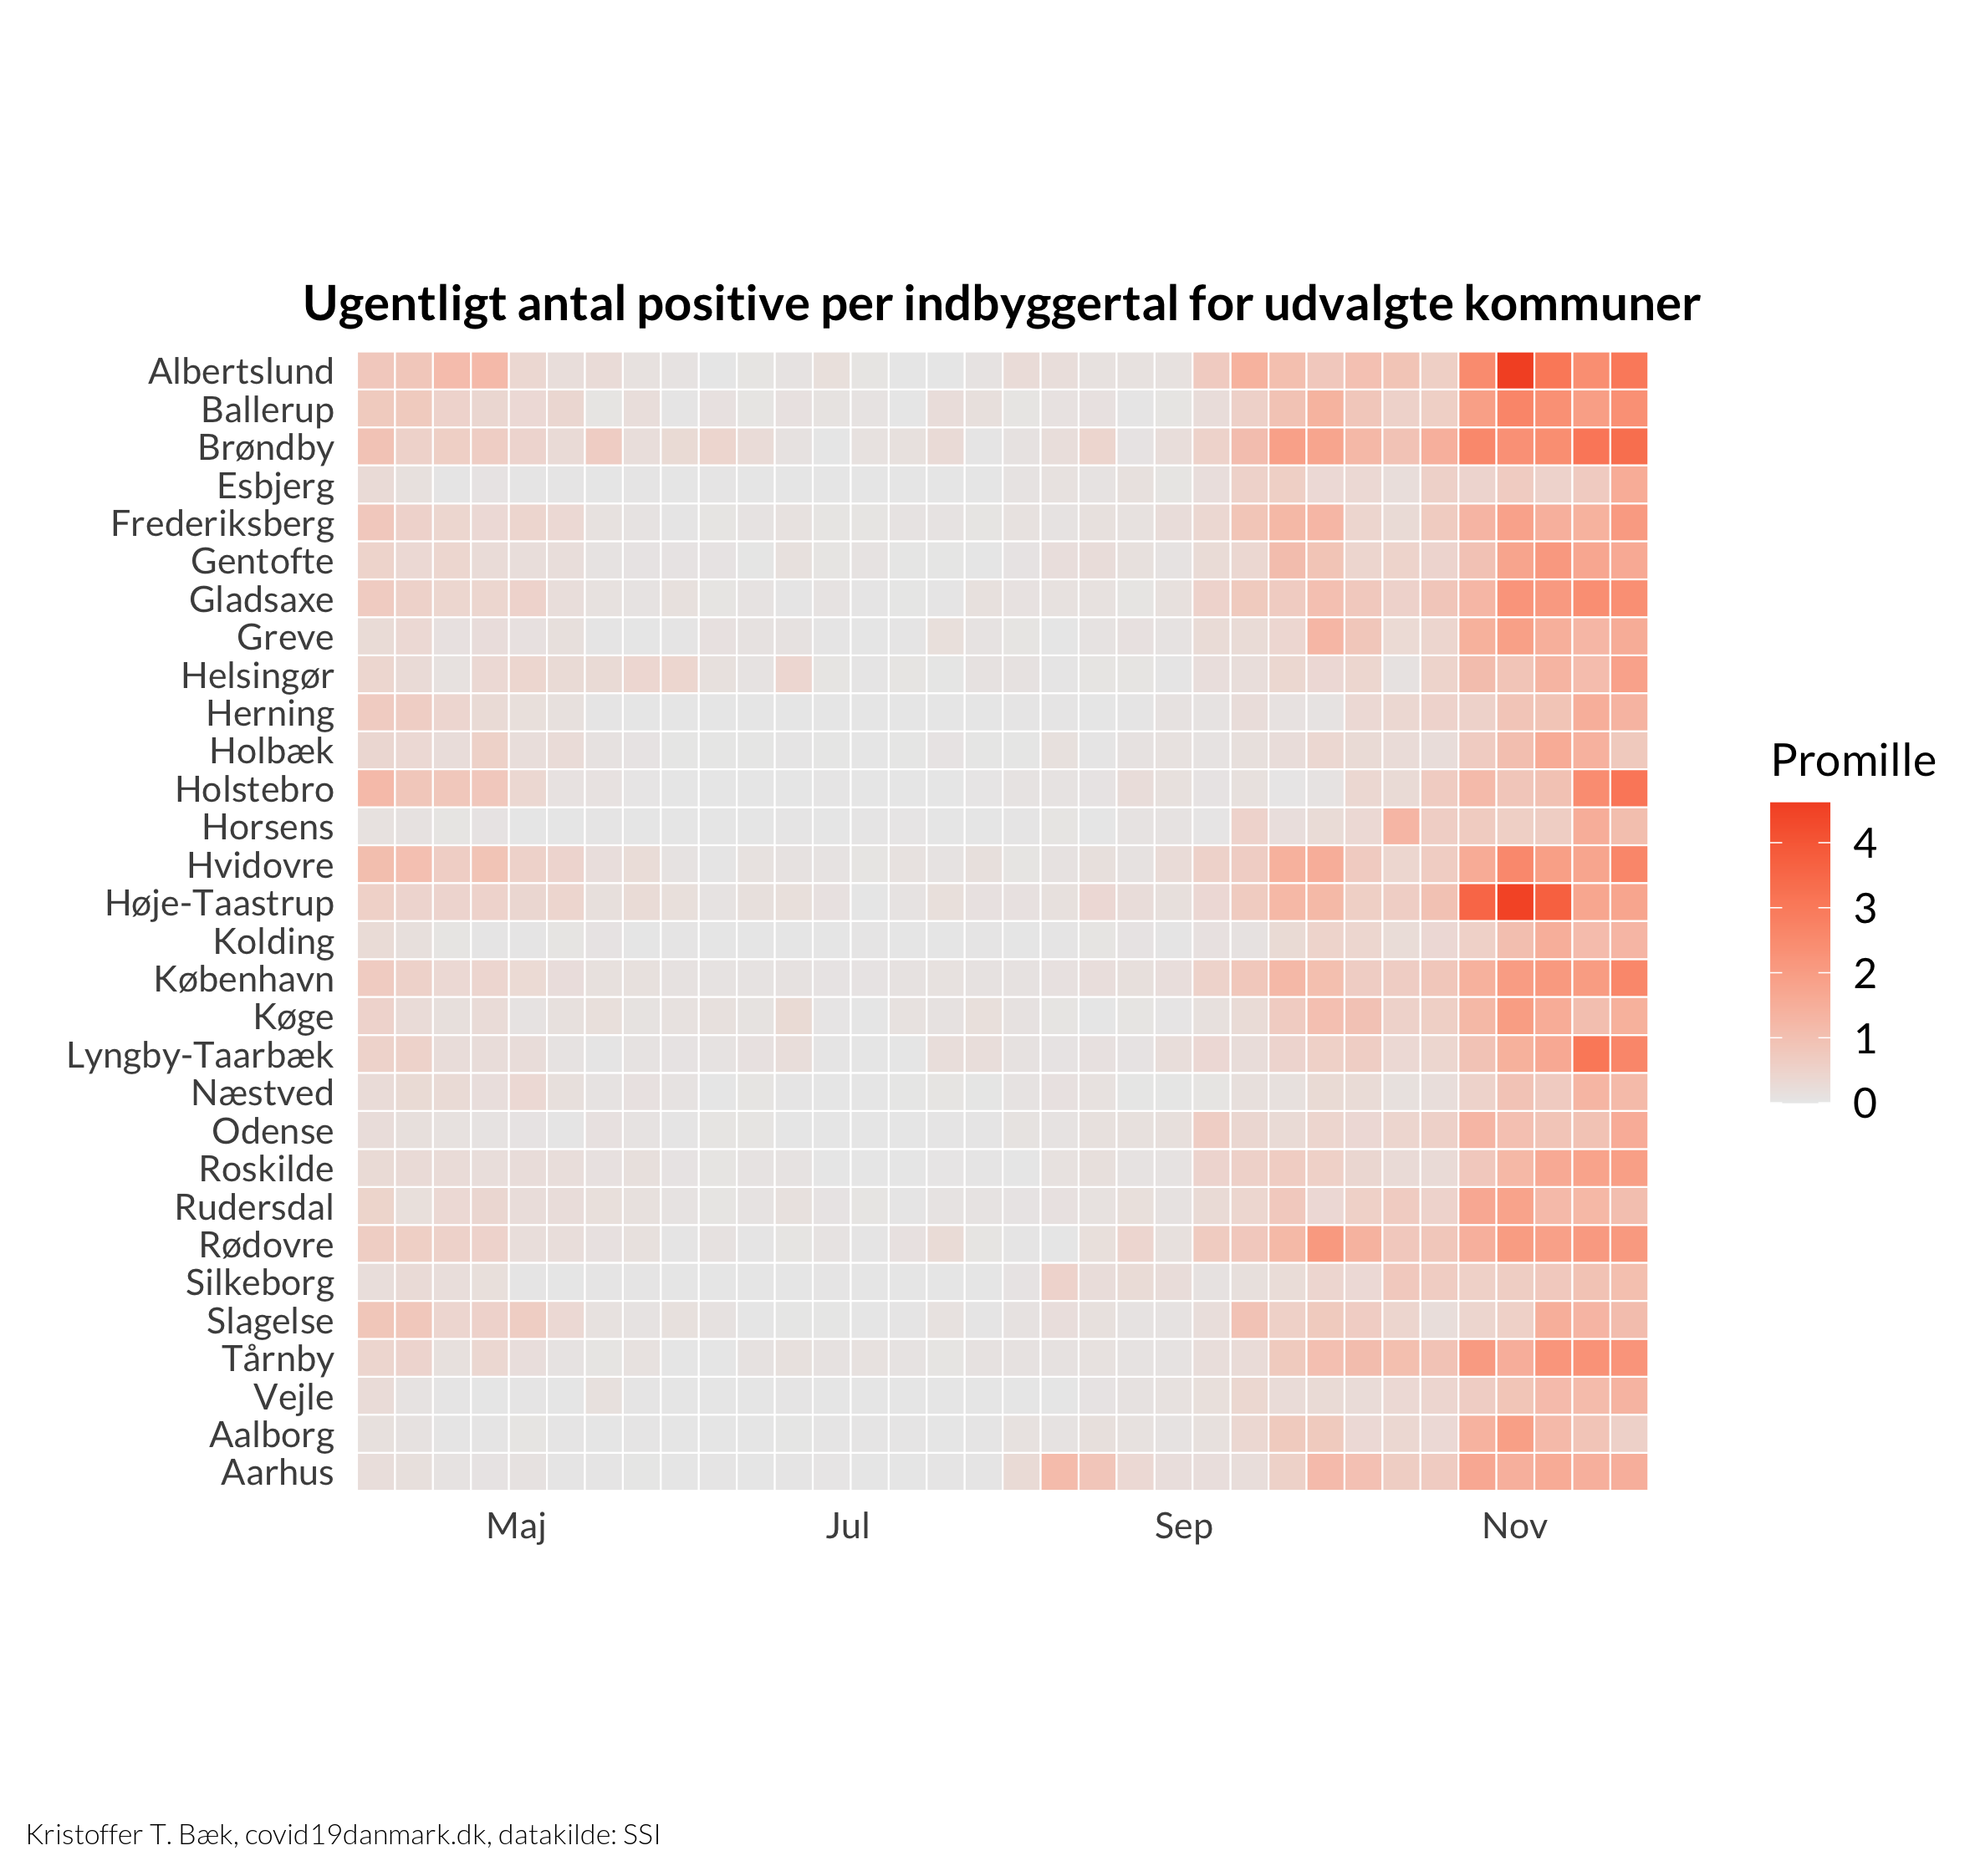 Ugentligt antal positive per indbyggertal for udvalgte kommuner
Albertslund
Ballerup
Brøndby
Esbjerg
Frederiksberg
Gentofte
Gladsaxe
Greve
Helsingør
Herning
Holbæk
Holstebro
Horsens
Hvidovre
Høje-Taastrup
Kolding
København
Køge
Lyngby-Taarbæk
Næstved
Odense
Roskilde
Rudersdal
Rødovre
Silkeborg
Slagelse
Tårnby
Vejle
Aalborg
Aarhus
Maj
Jul
Sep
Nov
Promille
4
3
2
1
0
Kristoffer T. Bæk, covid19danmark.dk, datakilde: SSI